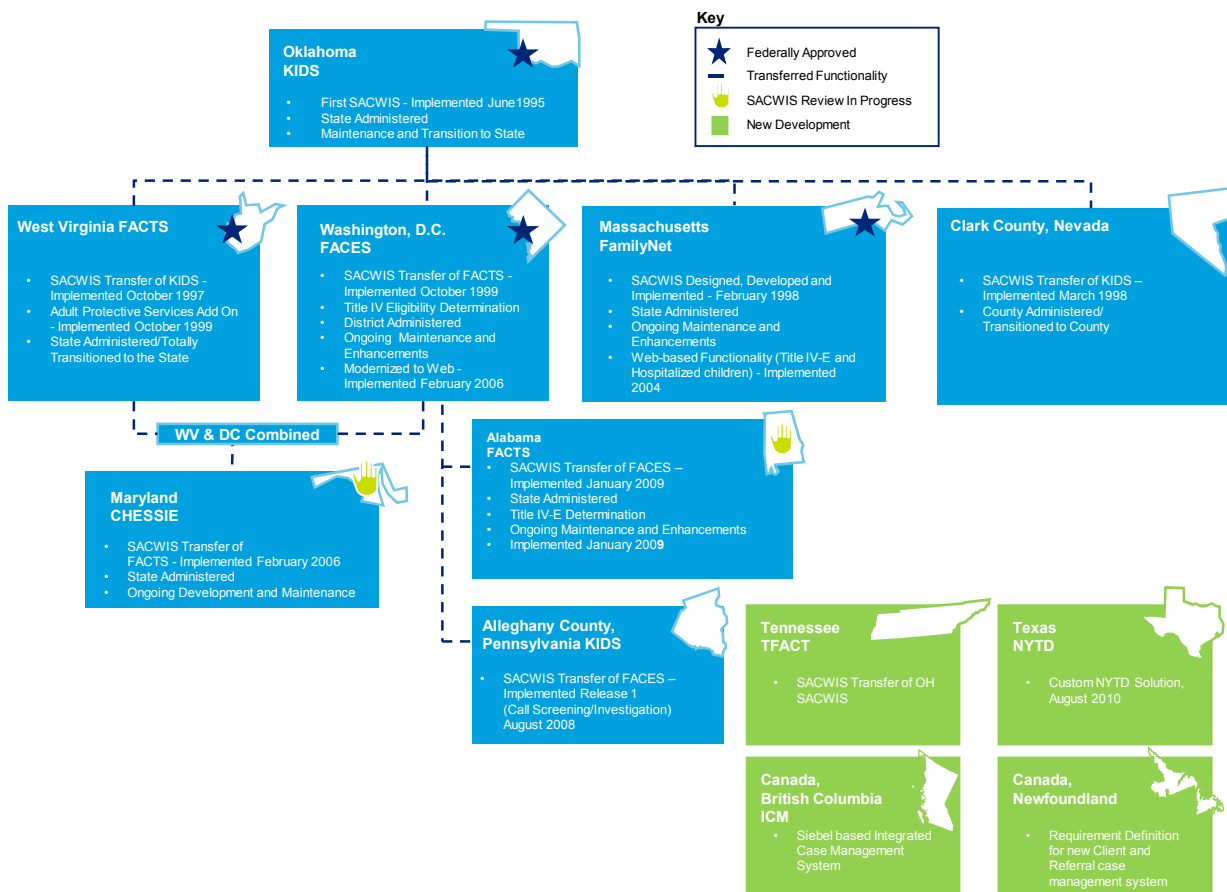 Key
Federally Approved
Transferred Functionality
SACWIS Review In Progress
New Development
Oklahoma
KIDS
• First SACWIS - Implemented June1995
• State Administered
• Maintenance and Transition to State
West Virginia FACTS
• SACWIS Transfer of KIDS -
Implemented October 1997
• Adult Protective Services Add On
- Implemented October 1999
• State Administered/Totally
Transitioned to the State
Washington, D.C.
FACES
• SACWIS Transfer of FACTS -
Implemented October 1999
• Title IV Eligibility Determination
• District Administered
• Ongoing Maintenance and
Enhancements
• Modernized to Web -
Implemented February 2006
Massachusetts
FamilyNet
• SACWIS Designed, Developed and
Implemented - February 1998
• State Administered
• Ongoing Maintenance and
Enhancements
• Web-based Functionality (Title IV-E and
Hospitalized children) - Implemented
2004
Clark County, Nevada
• SACWIS Transfer of KIDS –
Implemented March 1998
• County Administered/
Transitioned to County
WV & DC Combined
Maryland
CHESSIE
• SACWIS Transfer of
FACTS - Implemented February 2006
• State Administered
• Ongoing Development and Maintenance
Alabama
FACTS
• SACWIS Transfer of FACES –
Implemented January 2009
• State Administered
• Title IV-E Determination
• Ongoing Maintenance and Enhancements
• Implemented January 2009
Alleghany County,
Pennsylvania KIDS
• SACWIS Transfer of FACES –
Implemented Release 1
(Call Screening/Investigation)
August 2008
Tennessee
TFACT
• SACWIS Transfer of OH
SACWIS
Texas
NYTD
• Custom NYTD Solution,
August 2010
Canada,
British Columbia
ICM
• Siebel based Integrated
Case Management
System
Canada,
Newfoundland
• Requirement Definition
for new Client and
Referral case
management system